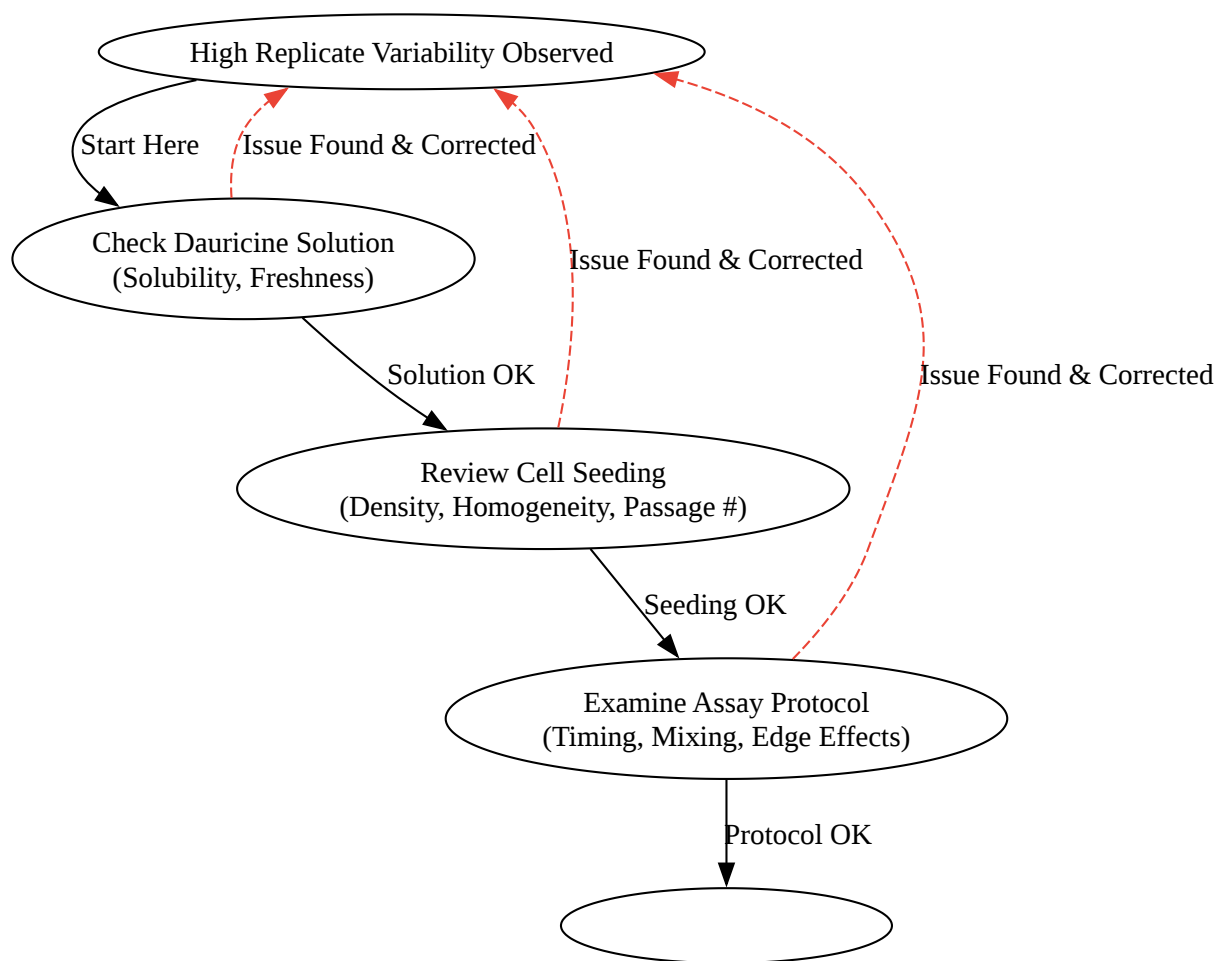 High Replicate Variability Observed
Start Here
Issue Found & Corrected
Check Dauricine Solution
(Solubility, Freshness)
Issue Found & Corrected
Solution OK
Issue Found & Corrected
Review Cell Seeding
(Density, Homogeneity, Passage #)
Seeding OK
Examine Assay Protocol
(Timing, Mixing, Edge Effects)
Protocol OK